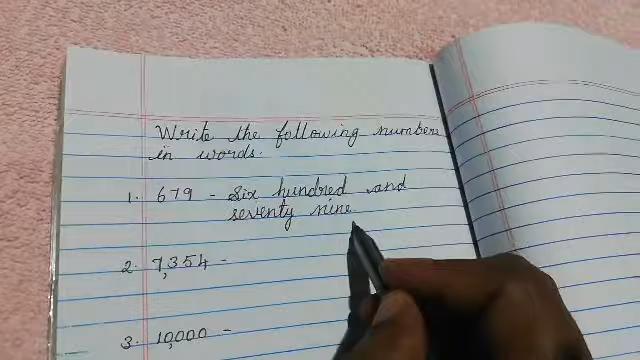 Write the following numbers
in words.
1. 679 - Six hundred and
seventy nine
2. 7,354 -
3. 10,000 -